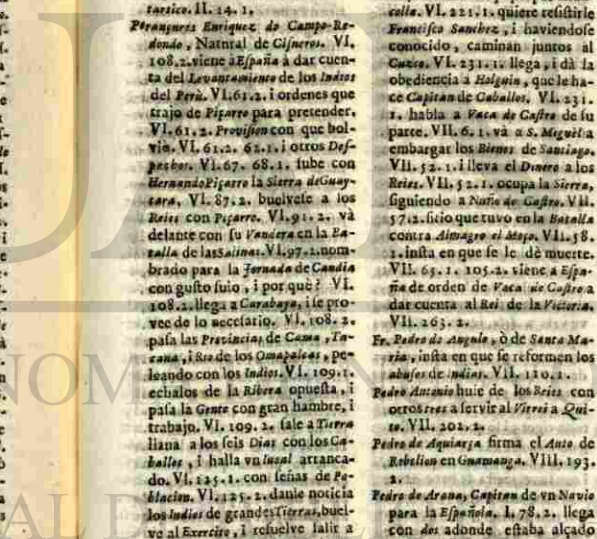 tarsico. II. 14. 1.
Peranzures Enriquez de Campo-Re-
dondo, Natural de Cisneros. VI.
108.2. viene à España à dar cuen-
ta del Levantamiento de los Indios
del Perù. VI.61.2. i ordenes que
trajo de Piçarro para pretender.
VI. 61. 2. Provision con que bol-
viò. VI. 61.2. 62.1. i otros Des-
pachos. VI.67. 68.1. sube con
Hernando Piçarro la Sierra de Guay-
tara. VI. 87.2. buelvese a los
Reies con Piçarro. VI.91.2. và
delante con su Vandera en la Ba-
talla de las Salinas. VI.97.2. nom-
brado para la Jornada de Candia
con gusto suio, i por què? VI.
108.2. llega a Carabaya, i se pro-
vee de lo necesario. VI. 108. 2.
pasa las Provincias de Cama, Ta-
cana, i Rio de los Omapalcas, pe-
leando con los Indios. VI. 109.1.
echalos de la Ribera opuesta, i
pasa la Gente con gran hambre, i
trabajo. VI. 109. 2. sale a Tierra
llana a los seis Dias con los Ca-
ballos, i halla vn lugar arranca-
do. VI. 125.1. con señas de Po-
blacion. VI. 125.2. danle noticia
los Indios de grandes Tierras, buel-
ve al Exercito, i resuelve salir a
colla. VI. 221.1. quiere resistirle
Francisco Sanchez, i haviendose
conocido, caminan juntos al
Cuzco. VI. 231.1. llega, i dà la
obediencia a Holguin, que le ha-
ce Capitan de Caballos. VI. 231.
1. habla a Vaca de Castro de su
parte. VII. 6. 1. và a S. Miguèl a
embargar los Bienes de Santiago.
VII. 52. 1. i lleva el Dinero a los
Reies. VII. 52.1. ocupa la Sierra,
siguiendo a Nuño de Castro. VII.
57.2. sitio que tuvo en la Batalla
contra Almagro el Moço. VII. 58.
1. insta en que se le dè muerte.
VII. 65.1. 105.2. viene a Espa-
ña de orden de Vaca de Castro a
dar cuenta al Rei de la Victoria.
VII. 263. 2.
Fr. Pedro de Angulo, ò de Santa Ma-
ria, insta en que se reformen los
abusos de Indias. VII. 110. 1.
Pedro Antonio huie de los Reies con
otros tres a servir al Virrei a Qui-
to. VII. 202. 2.
Pedro de Aquiarga firma el Auto de
Rebelion en Guamanga. VIII. 193.
2.
Pedro de Arana, Capitan de vn Navio
para la Española. I. 78. 2. llega
con dos adonde estaba alçado